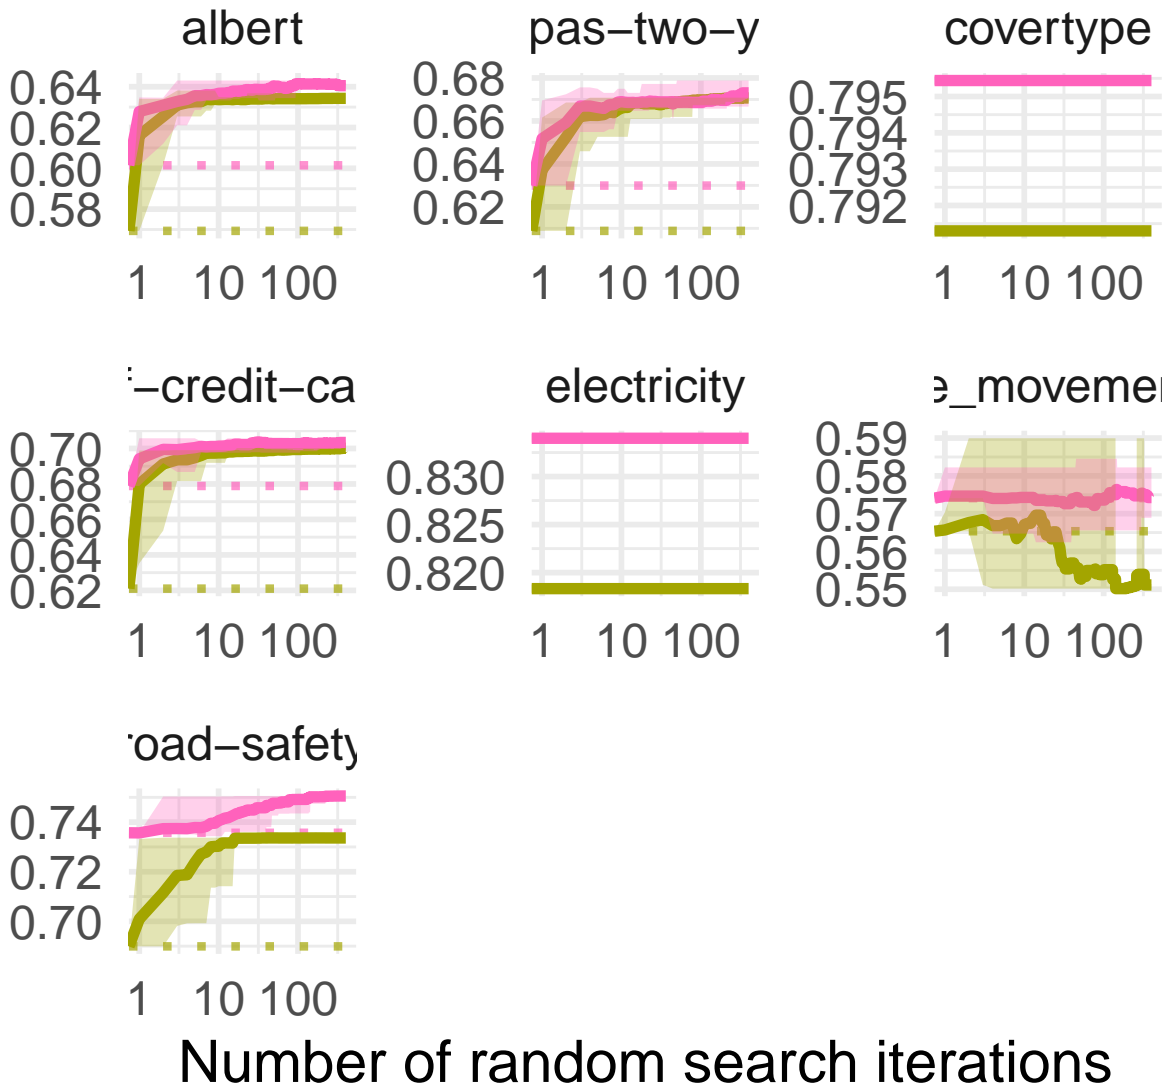 albert pas−two−y covertype
0.64 0.68 0.795
0.62 0.66 0.794
0.60 0.64 0.793
0.58 0.62 0.792
1 10 100 1 10 100 1 10 100
f−credit−ca electricity e_movemen
0.70 0.830 0.59
0.68 0.825 0.58
0.66 0.820 0.57
0.64 0.56
0.62 0.55
1 10 100 1 10 100 1 10 100
road−safety
0.74
0.72
0.70
1 10 100
Number of random search iterations